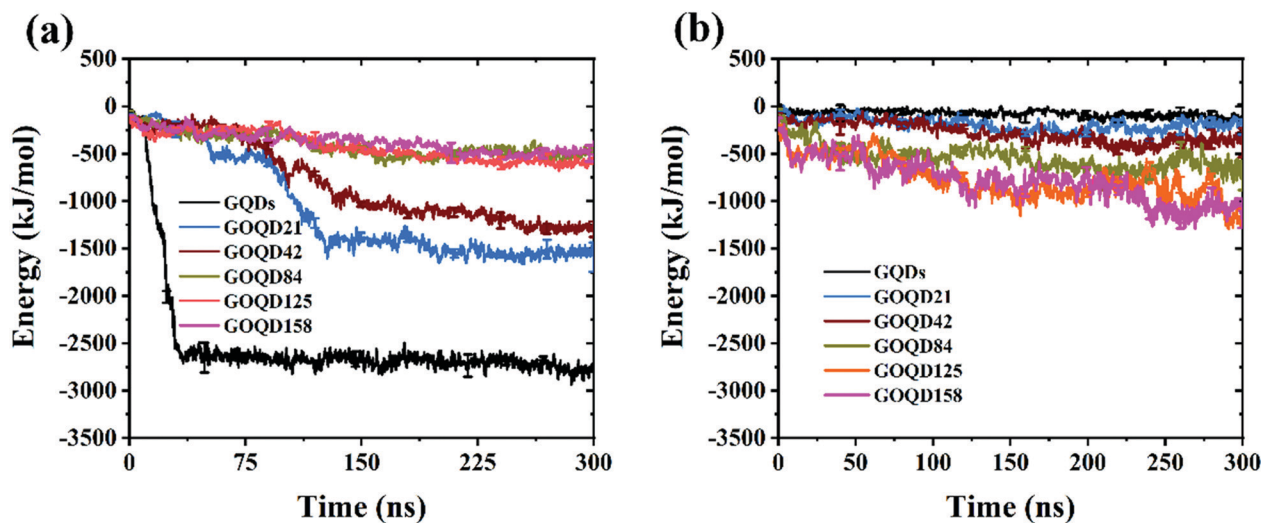 (a)
Energy (kJ/mol)
500
0
-500
-1000
-1500
-2000
-2500
-3000
-3500
GQDs
GOQD21
GOQD42
GOQD84
GOQD125
GOQD158
0 75 150 225 300
Time (ns)
(b)
Energy (kJ/mol)
500
0
-500
-1000
-1500
-2000
-2500
-3000
-3500
GQDs
GOQD21
GOQD42
GOQD84
GOQD125
GOQD158
0 50 100 150 200 250 300
Time (ns)